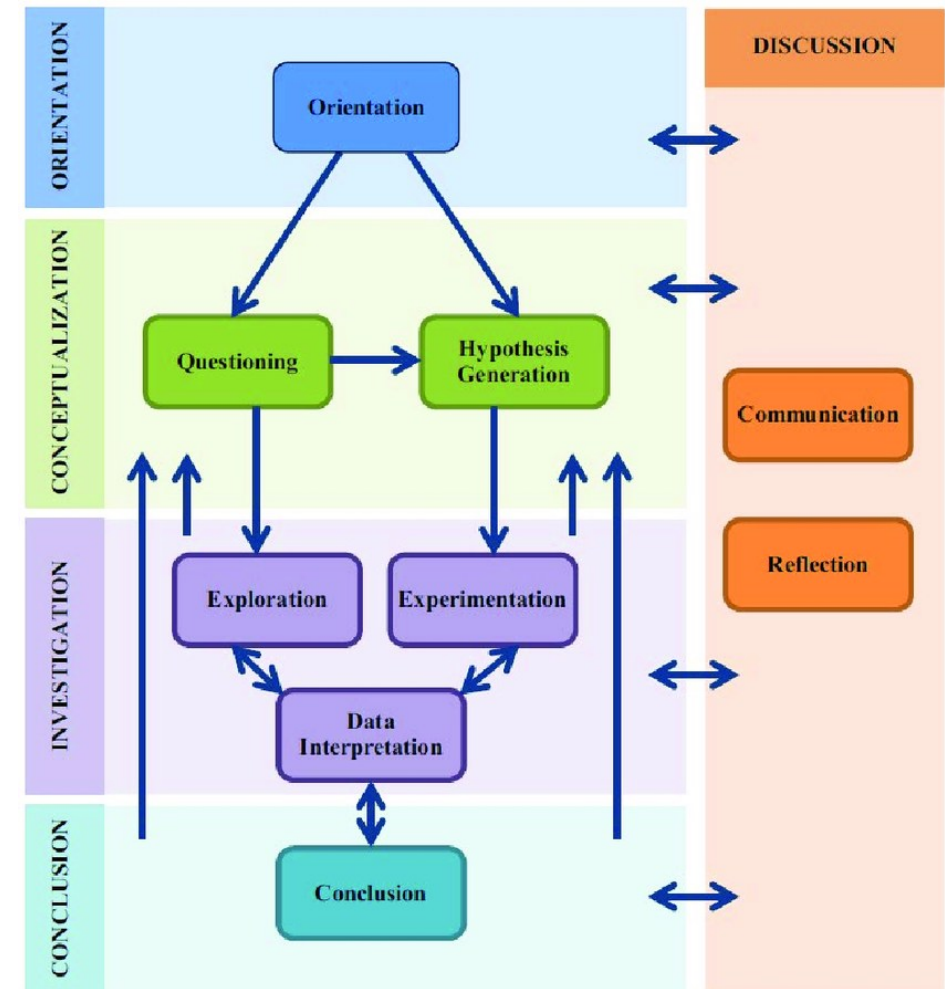 ORIENTATION
Orientation
CONCEPTUALIZATION
Questioning
Hypothesis
Generation
INVESTIGATION
Exploration
Experimentation
Data
Interpretation
CONCLUSION
Conclusion
DISCUSSION
Communication
Reflection